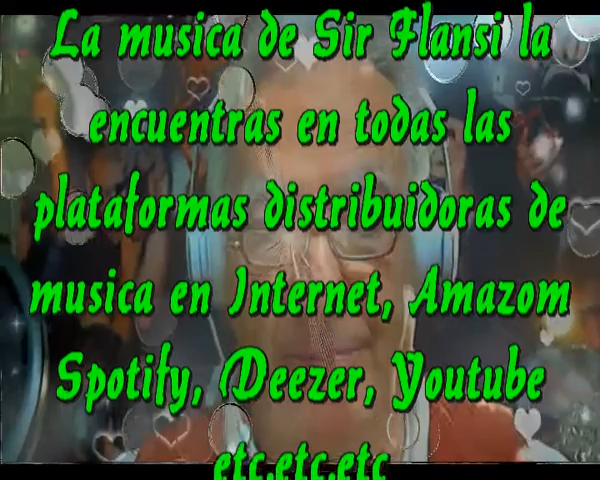 La musica de Sir Flansi la
encuentras en todas las
plataformas distribuidoras de
musica en Internet, Amazom
Spotify, Deezer, Youtube
etc.etc.etc